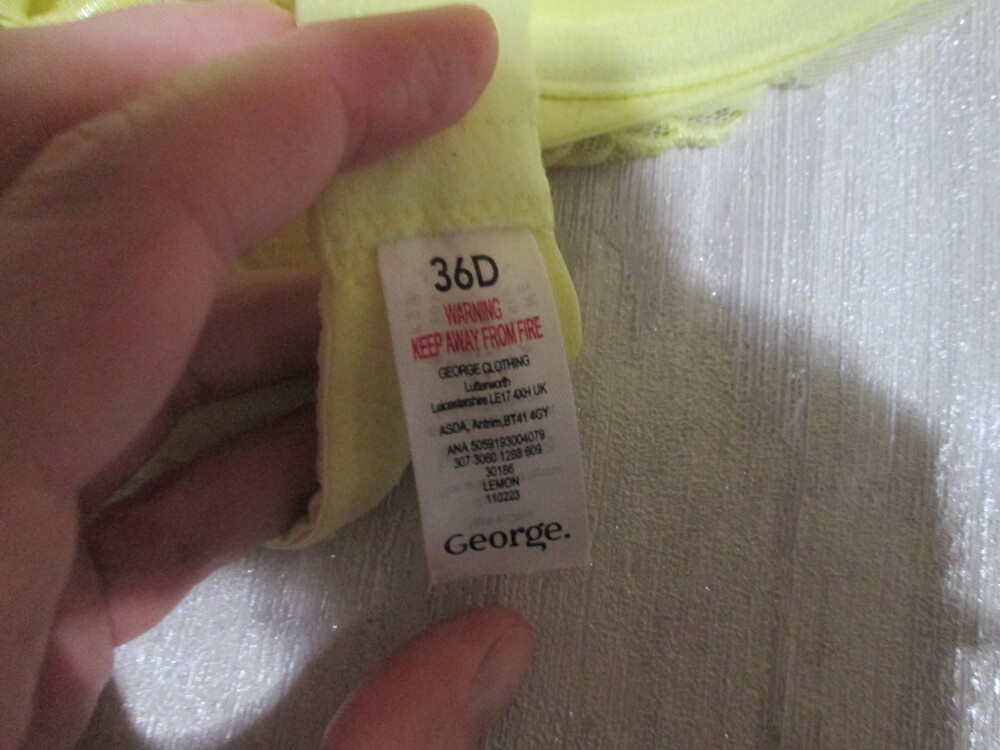 36D
WARNING
KEEP AWAY FROM FIRE
GEORGE CLOTHING
Lutterworth
Leicestershire LE17 4XH UK
ASDA, Antrim,BT41 4GY
ANA 5059193004079
307 3060 1288 609
30186
LEMON
110223
George.